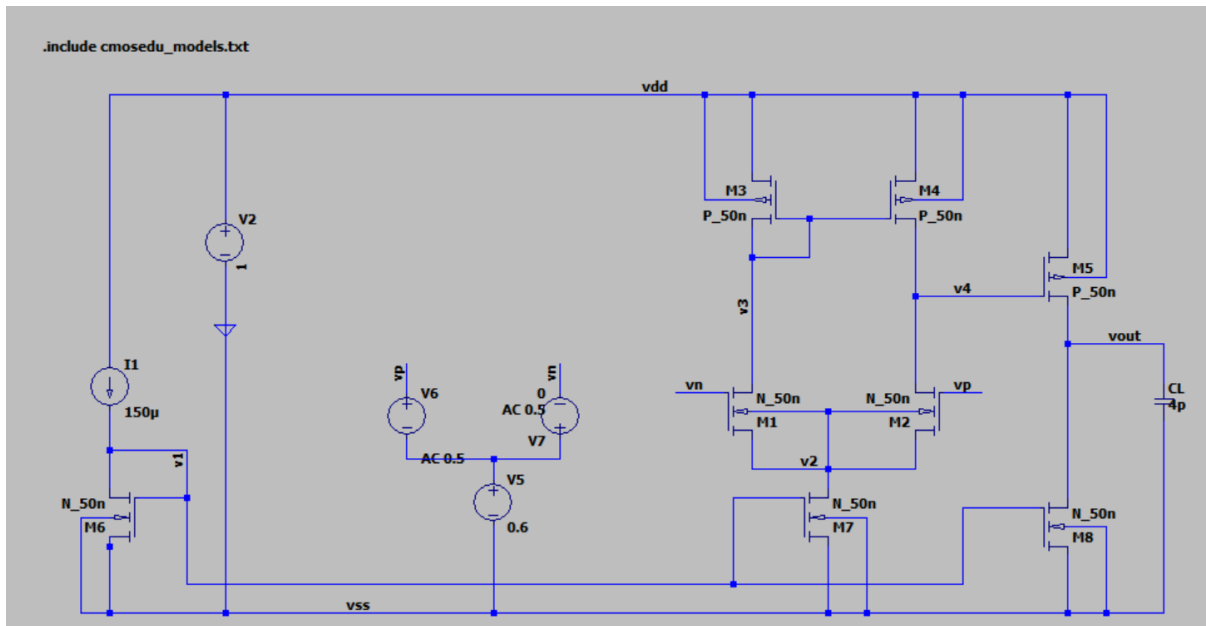 .include cmosedu_models.txt
vdd
V2
1
M3
P_50n
M4
P_50n
M5
P_50n
v3
v4
vout
I1
150µ
vp
vn
V6
AC 0.5
0
AC 0.5
V7
V5
0.6
vn
N_50n
M1
N_50n
M2
vp
v2
CL
4p
v1
N_50n
M6
N_50n
M7
N_50n
M8
vss